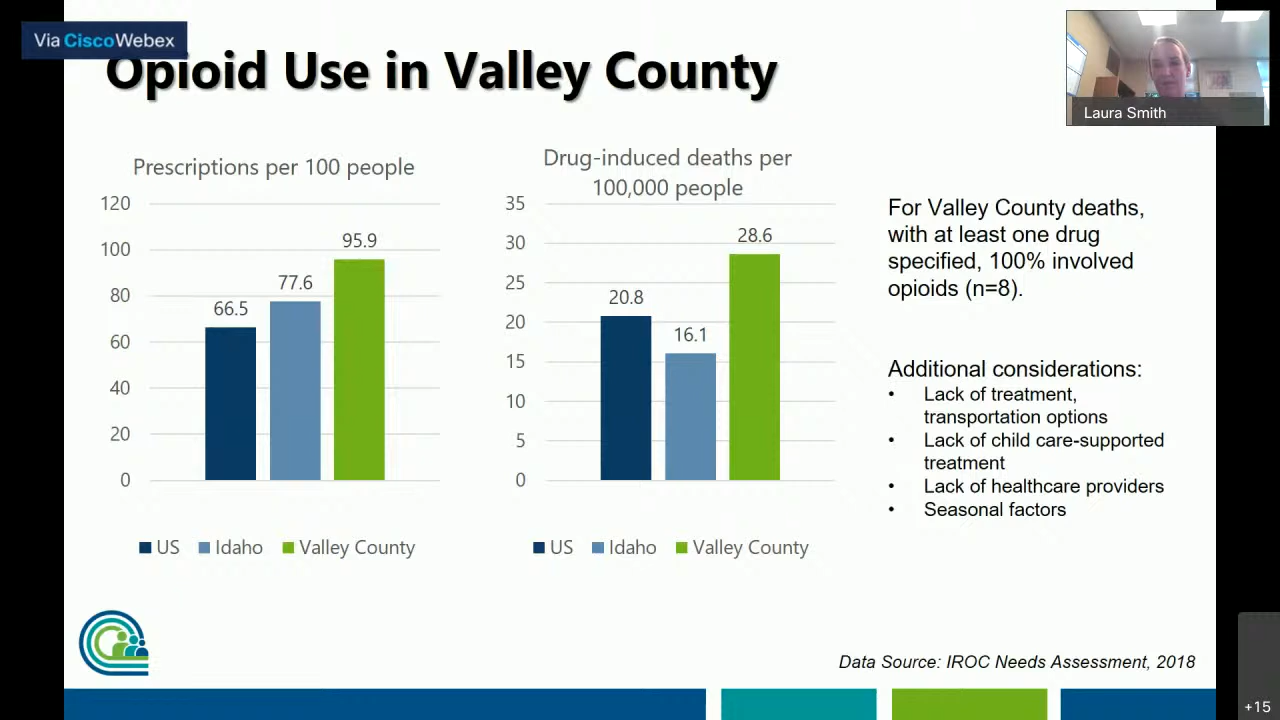 Via CiscoWebex
Opioid Use in Valley County
Laura Smith
Prescriptions per 100 people
120
100
80
60
40
20
0
66.5
77.6
95.9
US
Idaho
Valley County
Drug-induced deaths per
100,000 people
35
30
25
20
15
10
5
0
20.8
16.1
28.6
US
Idaho
Valley County
For Valley County deaths,
with at least one drug
specified, 100% involved
opioids (n=8).
Additional considerations:
• Lack of treatment,
transportation options
• Lack of child care-supported
treatment
• Lack of healthcare providers
• Seasonal factors
Data Source: IROC Needs Assessment, 2018
+15